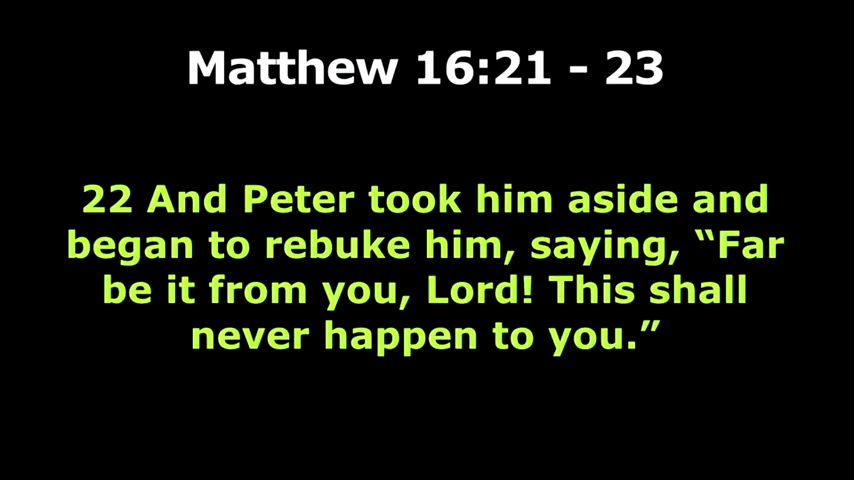 Matthew 16:21 - 23
22 And Peter took him aside and
began to rebuke him, saying, “Far
be it from you, Lord! This shall
never happen to you.”